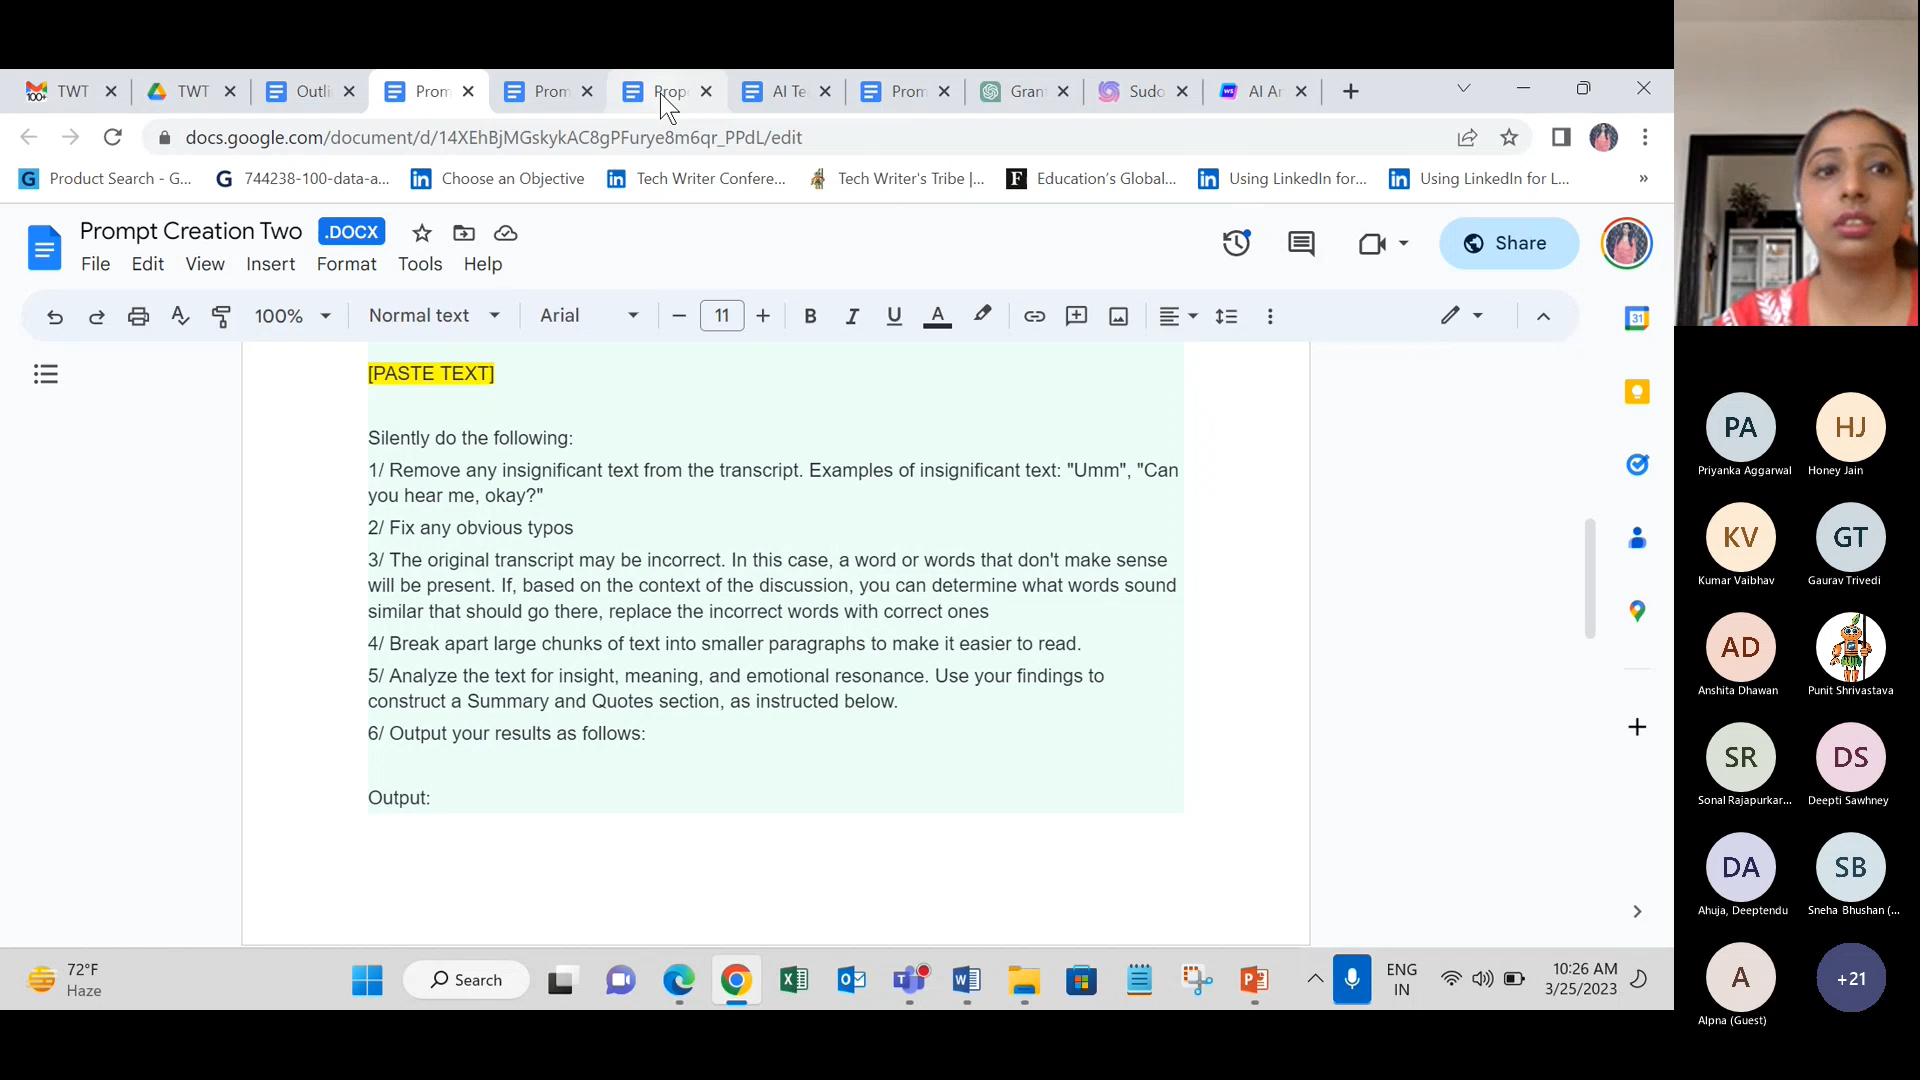 TWT
TWT
Outli
Prom
Prom
Prop
AI Te
Prom
Gran
Sudo
AI Ar
docs.google.com/document/d/14XEhBjMGskykAC8gPFurye8m6qr_PPdL/edit
Product Search - G...
744238-100-data-a...
Choose an Objective
Tech Writer Confere...
Tech Writer's Tribe |...
Education's Global...
Using LinkedIn for...
Using LinkedIn for L...
Prompt Creation Two
.DOCX
Share
File Edit View Insert Format Tools Help
100%
Normal text
Arial
11
[PASTE TEXT]
Silently do the following:
1/ Remove any insignificant text from the transcript. Examples of insignificant text: "Umm", "Can
you hear me, okay?"
2/ Fix any obvious typos
3/ The original transcript may be incorrect. In this case, a word or words that don't make sense
will be present. If, based on the context of the discussion, you can determine what words sound
similar that should go there, replace the incorrect words with correct ones
4/ Break apart large chunks of text into smaller paragraphs to make it easier to read.
5/ Analyze the text for insight, meaning, and emotional resonance. Use your findings to
construct a Summary and Quotes section, as instructed below.
6/ Output your results as follows:
Output:
PA
HJ
Priyanka Aggarwal
Honey Jain
KV
GT
Kumar Vaibhav
Gaurav Trivedi
AD
Anshita Dhawan
Punit Shrivastava
SR
DS
Sonal Rajapurkar...
Deepti Sawhney
DA
SB
Ahuja, Deeptendu
Sneha Bhushan (...
A
+21
Alpna (Guest)
72°F
Haze
Search
ENG
IN
10:26 AM
3/25/2023